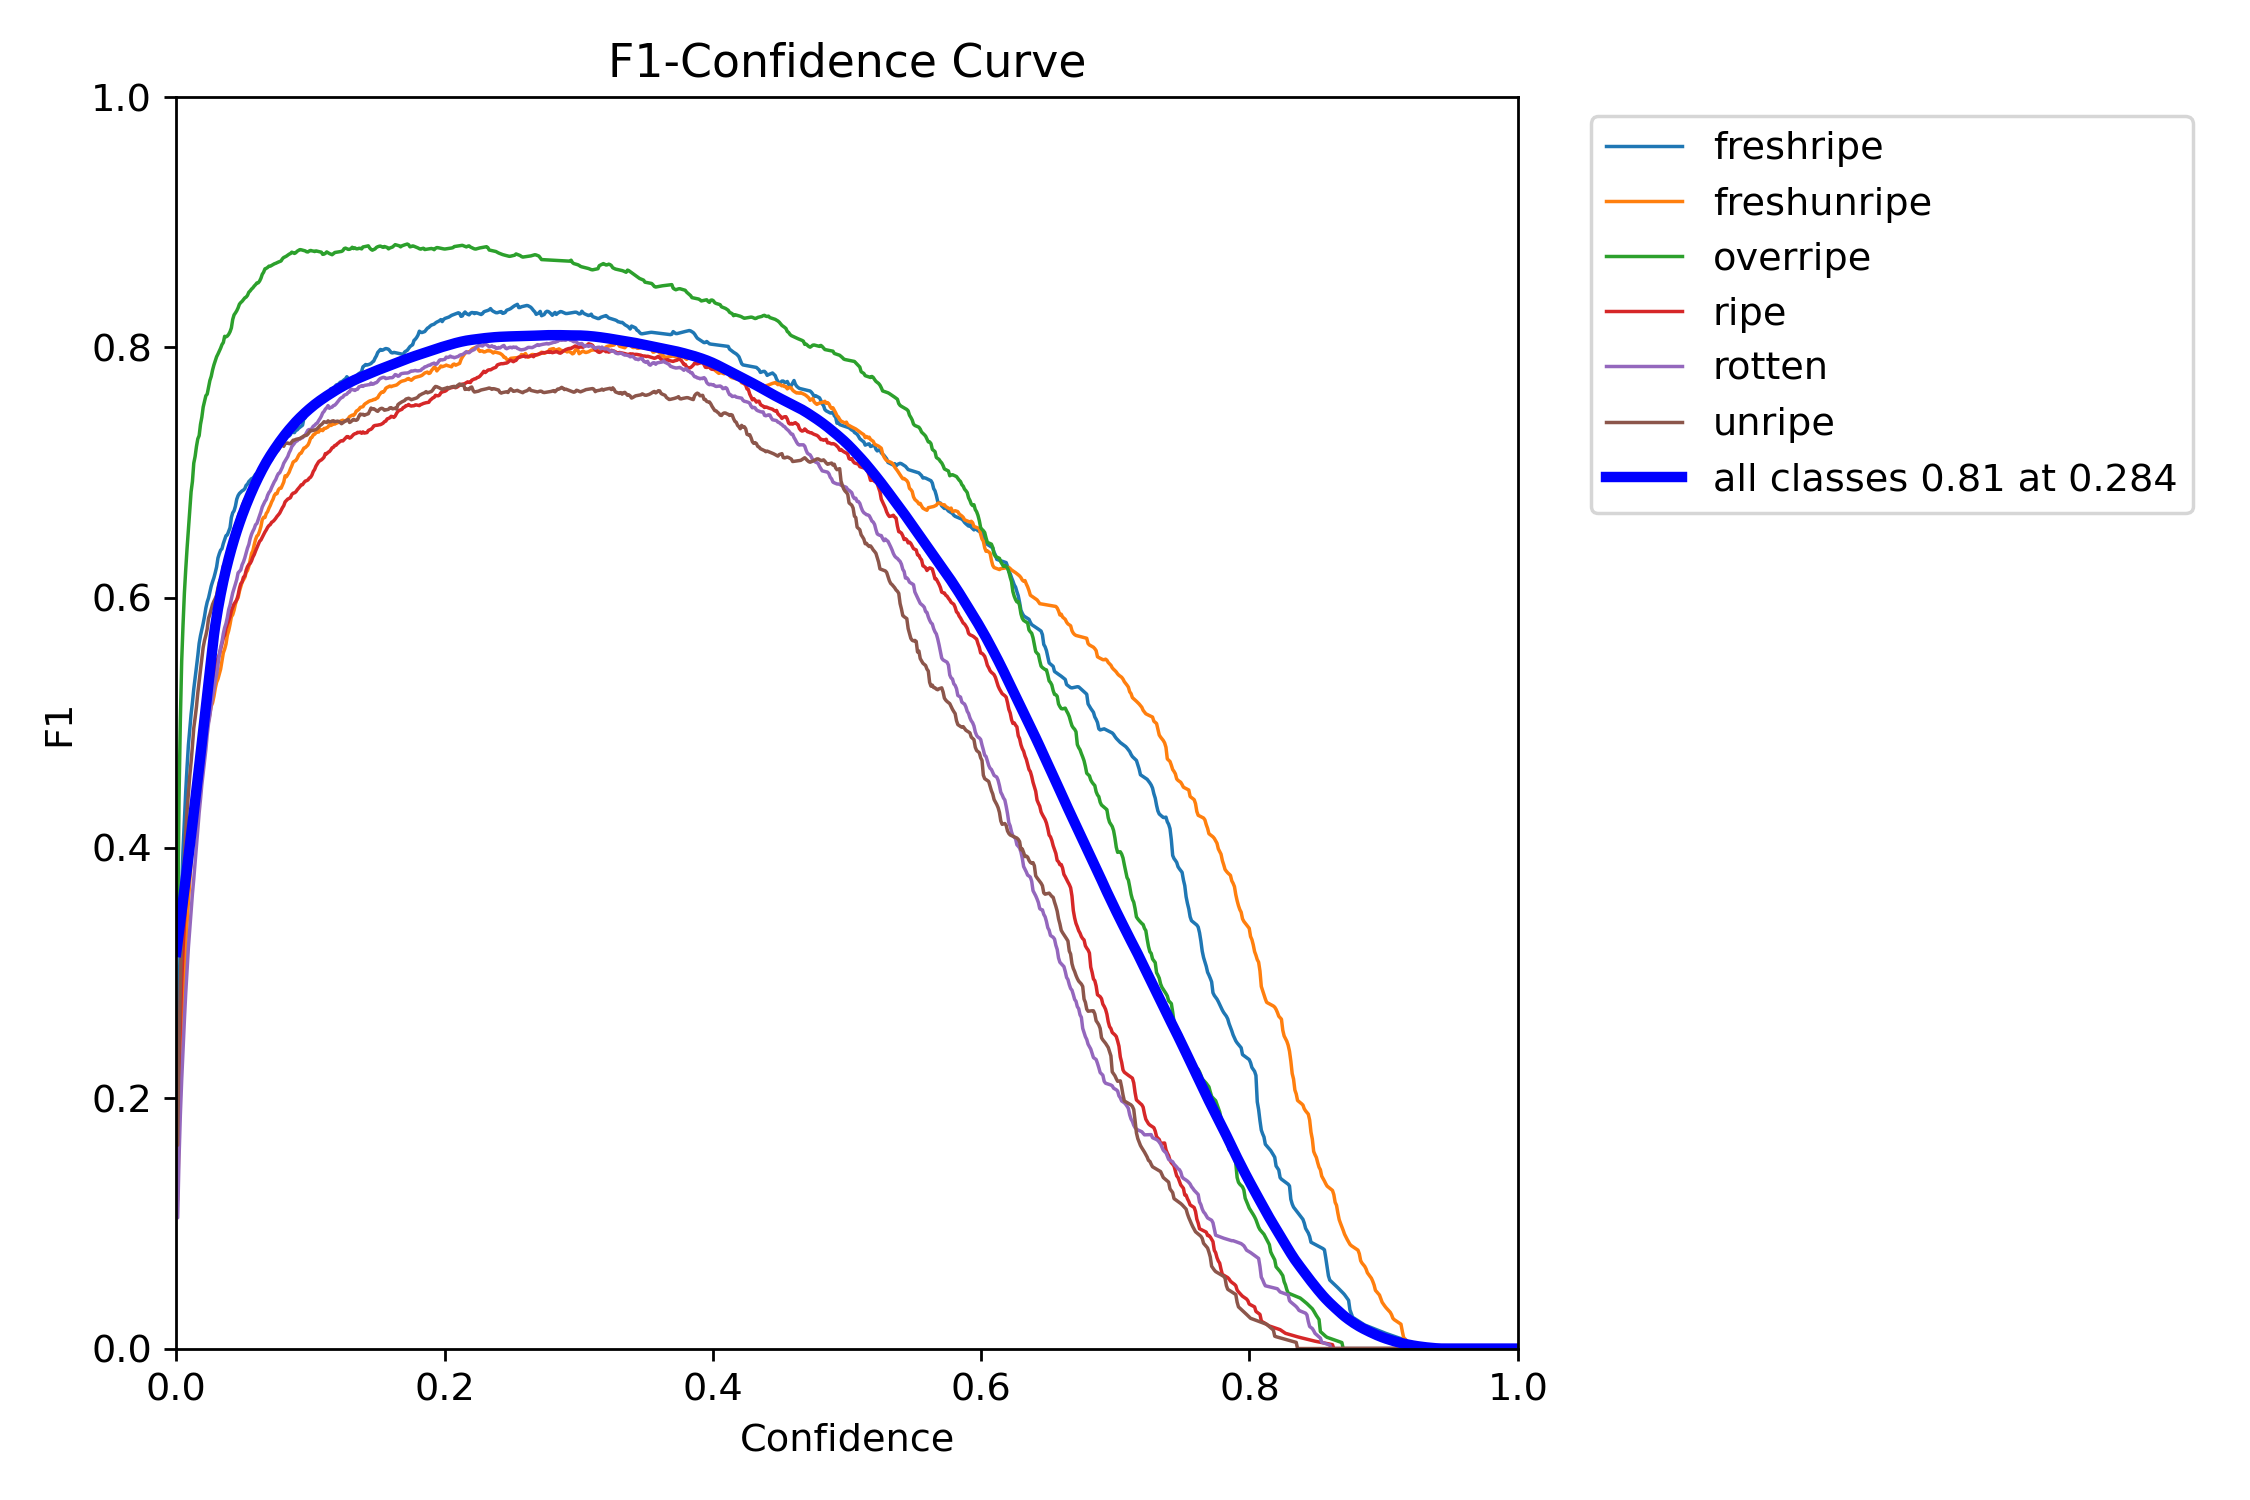 F1-Confidence Curve
1.0
0.8
0.6
0.4
0.2
0.0
F1
0.0 0.2 0.4 0.6 0.8 1.0
Confidence
freshripe
freshunripe
overripe
ripe
rotten
unripe
all classes 0.81 at 0.284